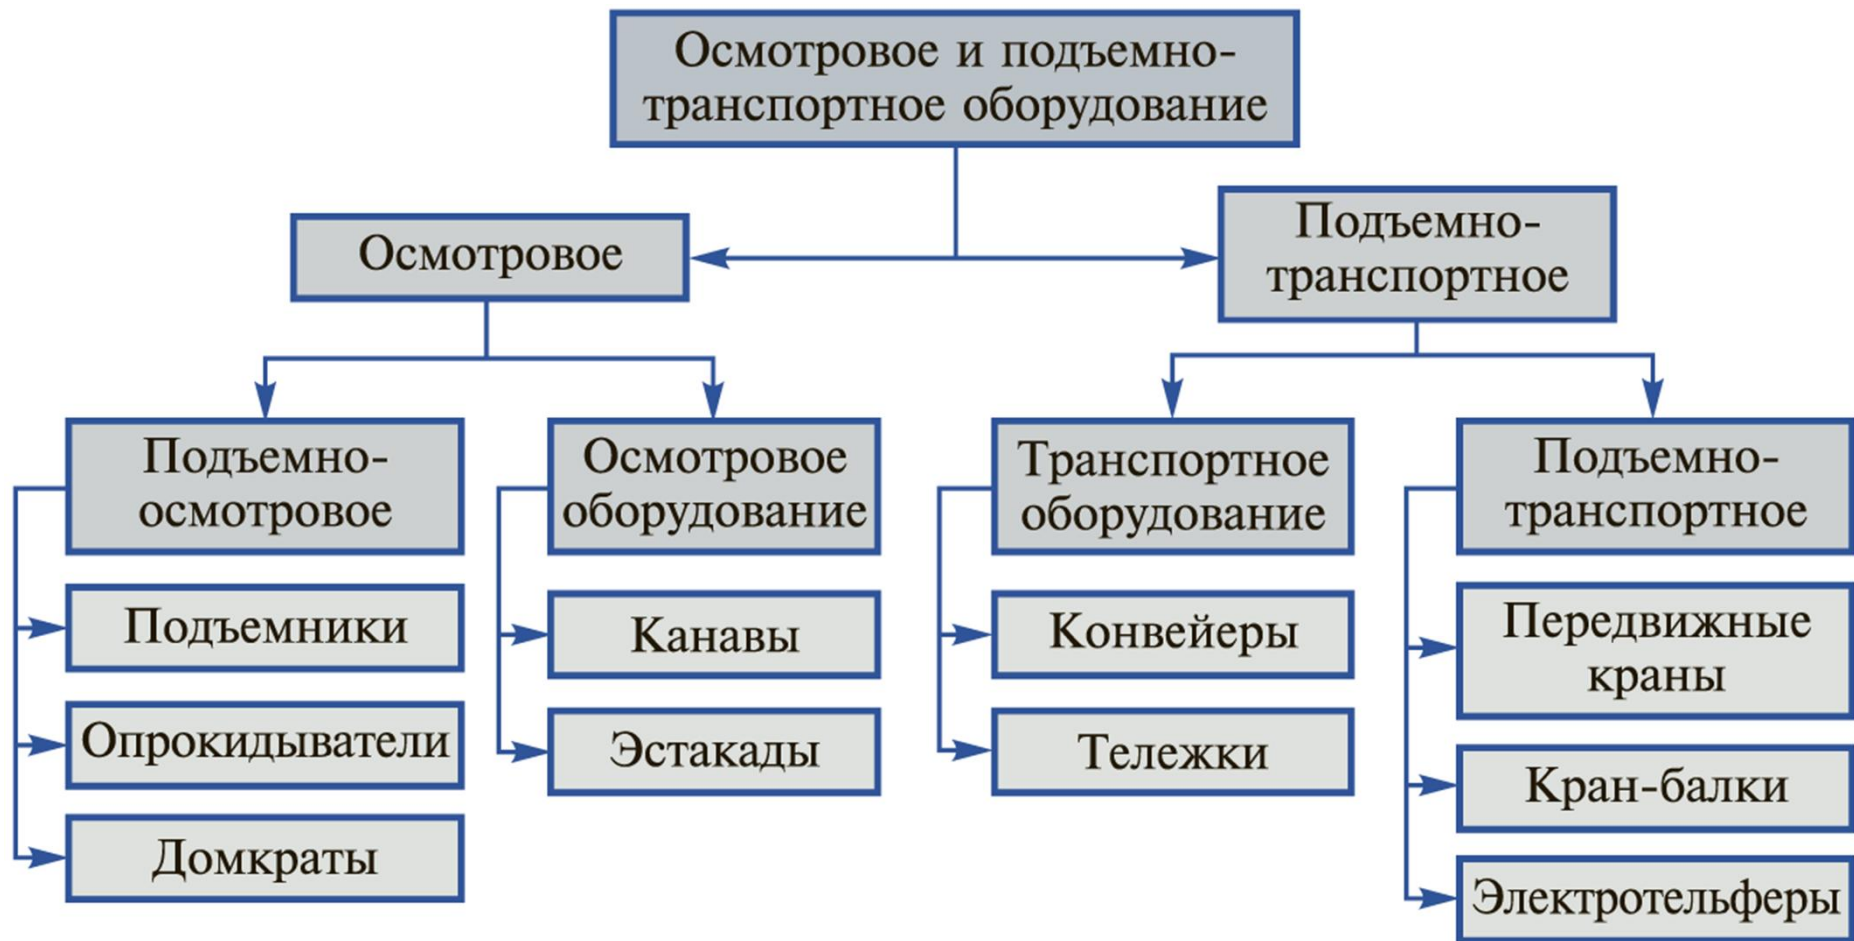 Осмотровое и подъемно-
транспортное оборудование
Осмотровое
Подъемно-
транспортное
Подъемно-
осмотровое
Подъемники
Опрокидыватели
Домкраты
Осмотровое
оборудование
Канавы
Эстакады
Транспортное
оборудование
Конвейеры
Тележки
Подъемно-
транспортное
Передвижные
краны
Кран-балки
Электротельферы